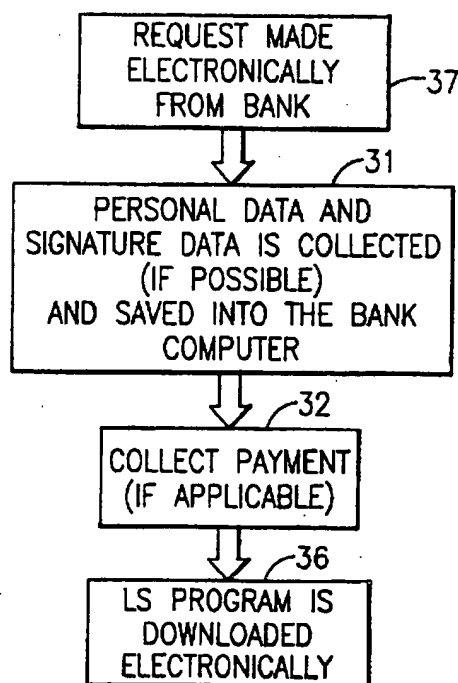 REQUEST MADE
ELECTRONICALLY
FROM BANK
37
31
PERSONAL DATA AND
SIGNATURE DATA IS COLLECTED
(IF POSSIBLE)
AND SAVED INTO THE BANK
COMPUTER
32
COLLECT PAYMENT
(IF APPLICABLE)
36
LS PROGRAM IS
DOWNLOADED
ELECTRONICALLY